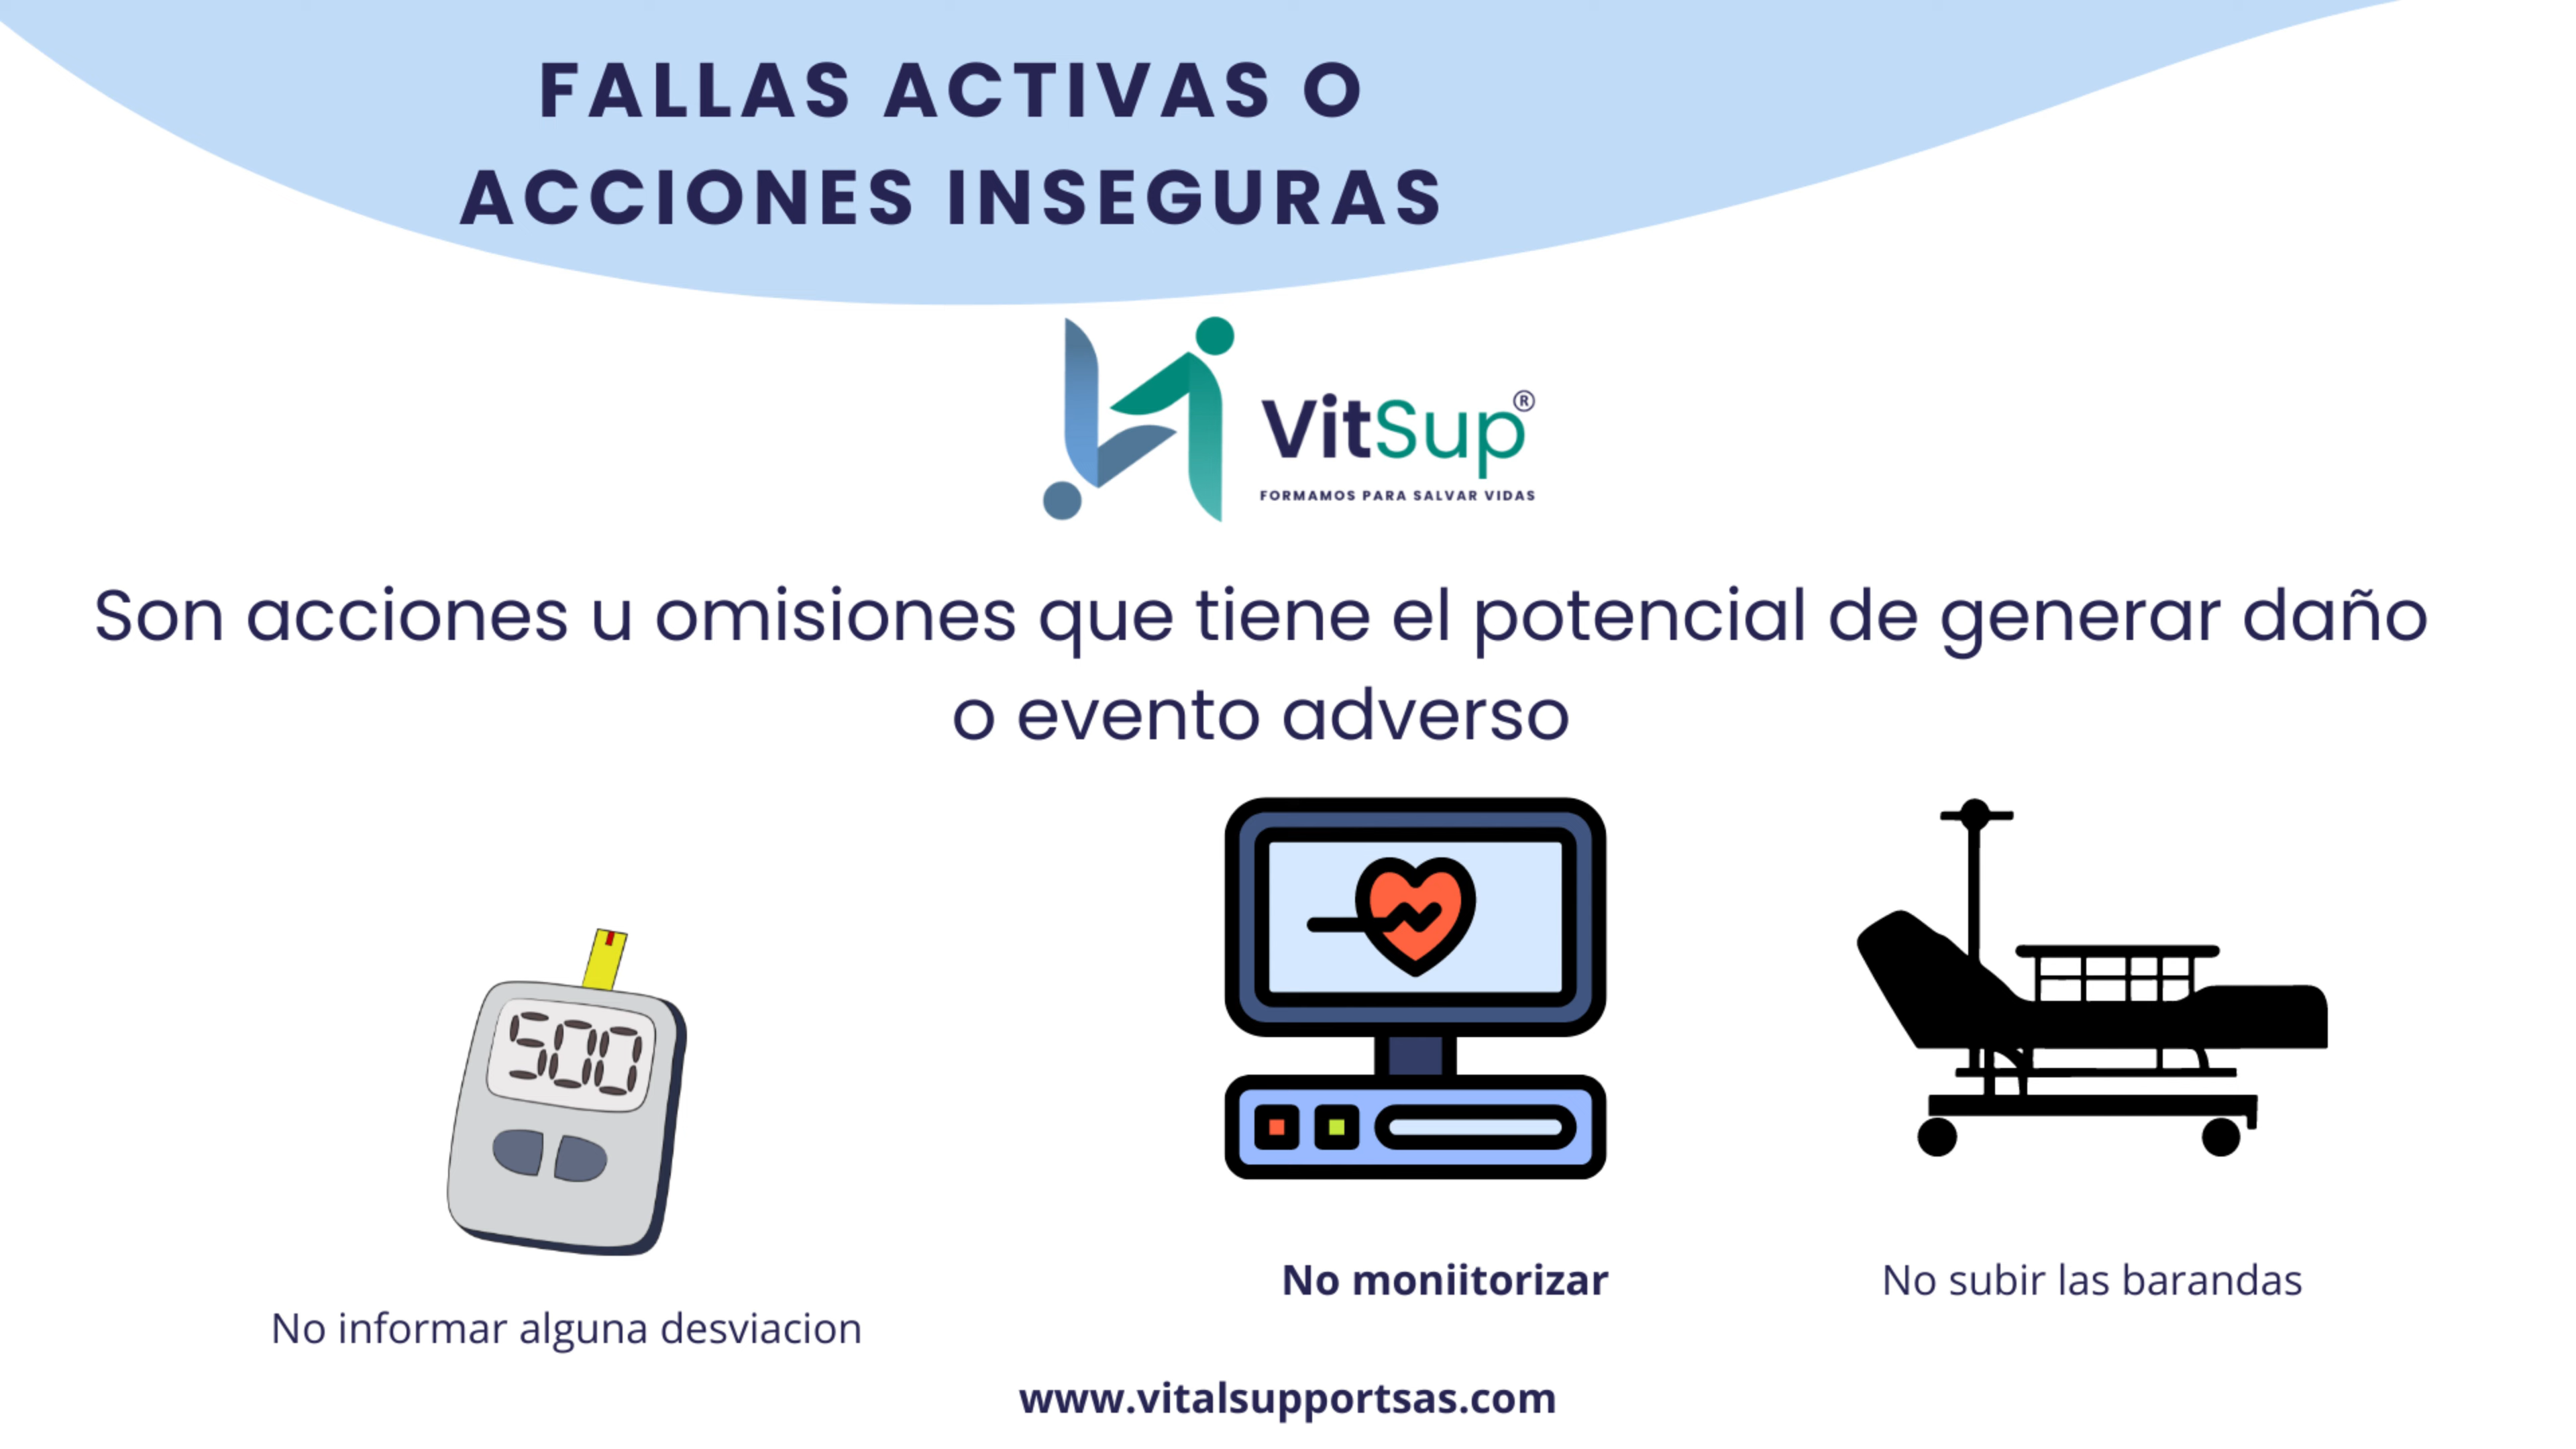 FALLAS ACTIVAS O
ACCIONES INSEGURAS
VitSup®
FORMAMOS PARA SALVAR VIDAS
Son acciones u omisiones que tiene el potencial de generar daño
o evento adverso
500
No moniitorizar
No subir las barandas
No informar alguna desviacion
www.vitalsupportsas.com